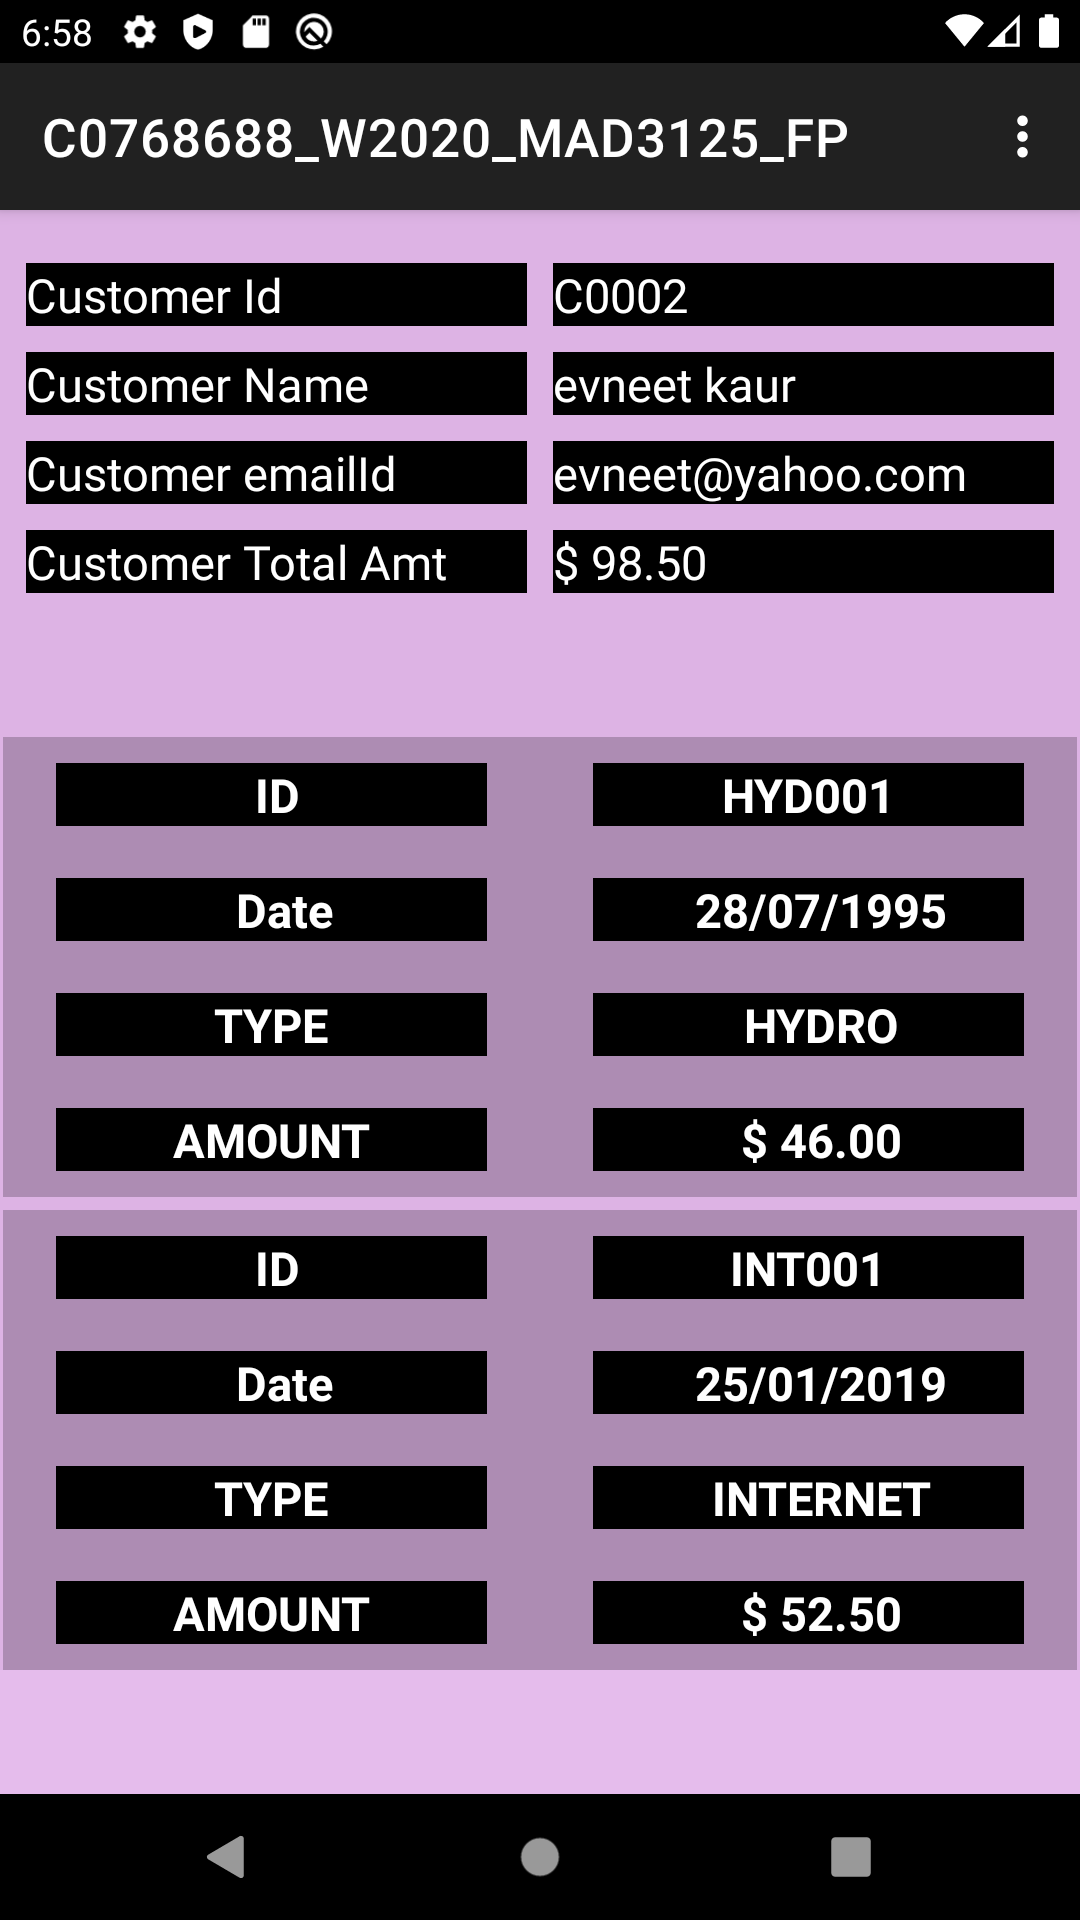 6:58
C0768688_W2020_MAD3125_FP
Customer Id C0002
Customer Name evneet kaur
Customer emailId evneet@yahoo.com
Customer Total Amt $ 98.50
ID HYD001
Date 28/07/1995
TYPE HYDRO
AMOUNT $ 46.00
ID INT001
Date 25/01/2019
TYPE INTERNET
AMOUNT $ 52.50